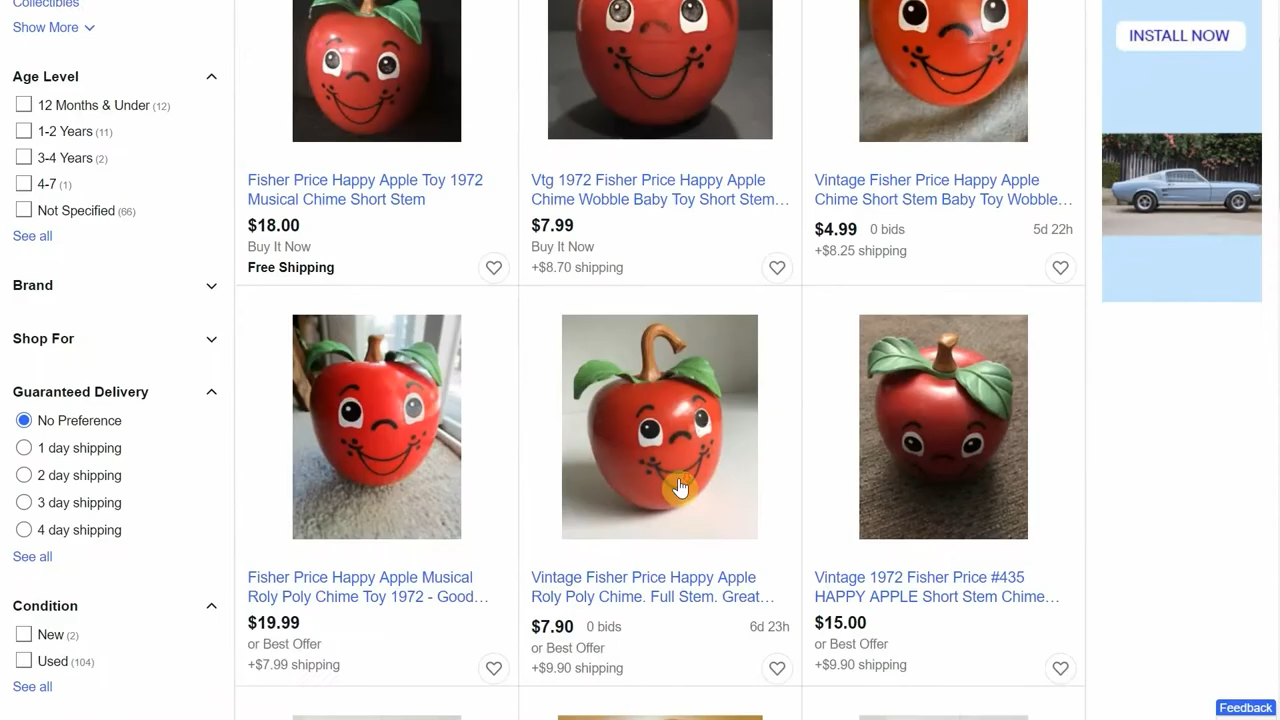 Collectibles
Show More
Age Level
12 Months & Under (12)
1-2 Years (11)
3-4 Years (2)
4-7 (1)
Not Specified (66)
See all
Brand
Shop For
Guaranteed Delivery
No Preference
1 day shipping
2 day shipping
3 day shipping
4 day shipping
See all
Condition
New (2)
Used (104)
See all
Fisher Price Happy Apple Toy 1972
Musical Chime Short Stem
$18.00
Buy It Now
Free Shipping
Vtg 1972 Fisher Price Happy Apple
Chime Wobble Baby Toy Short Stem...
$7.99
Buy It Now
+$8.70 shipping
Vintage Fisher Price Happy Apple
Chime Short Stem Baby Toy Wobble...
$4.99 0 bids 5d 22h
+$8.25 shipping
Fisher Price Happy Apple Musical
Roly Poly Chime Toy 1972 - Good...
$19.99
or Best Offer
+$7.99 shipping
Vintage Fisher Price Happy Apple
Roly Poly Chime. Full Stem. Great...
$7.90 0 bids 6d 23h
or Best Offer
+$9.90 shipping
Vintage 1972 Fisher Price #435
HAPPY APPLE Short Stem Chime...
$15.00
or Best Offer
+$9.90 shipping
INSTALL NOW
Feedback